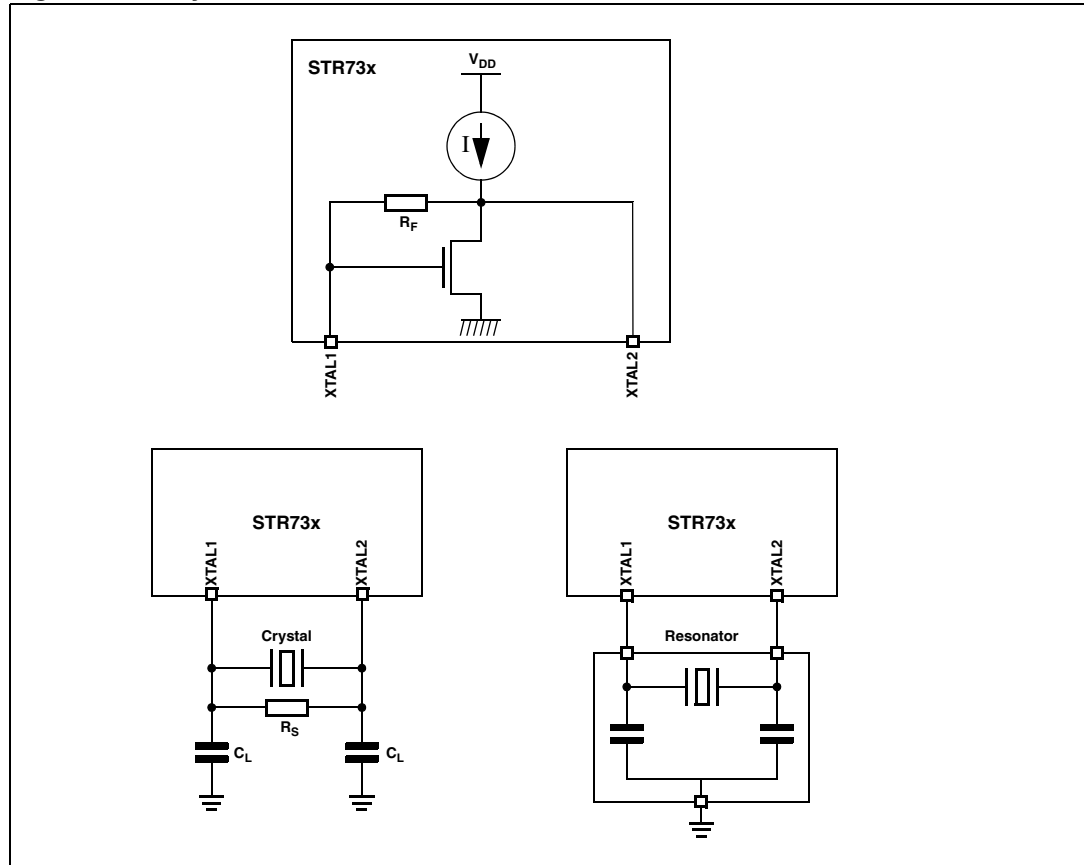 STR73x
VDD
I
RF
XTAL1
XTAL2
STR73x
XTAL1
XTAL2
Crystal
RS
CL
CL
STR73x
XTAL1
XTAL2
Resonator